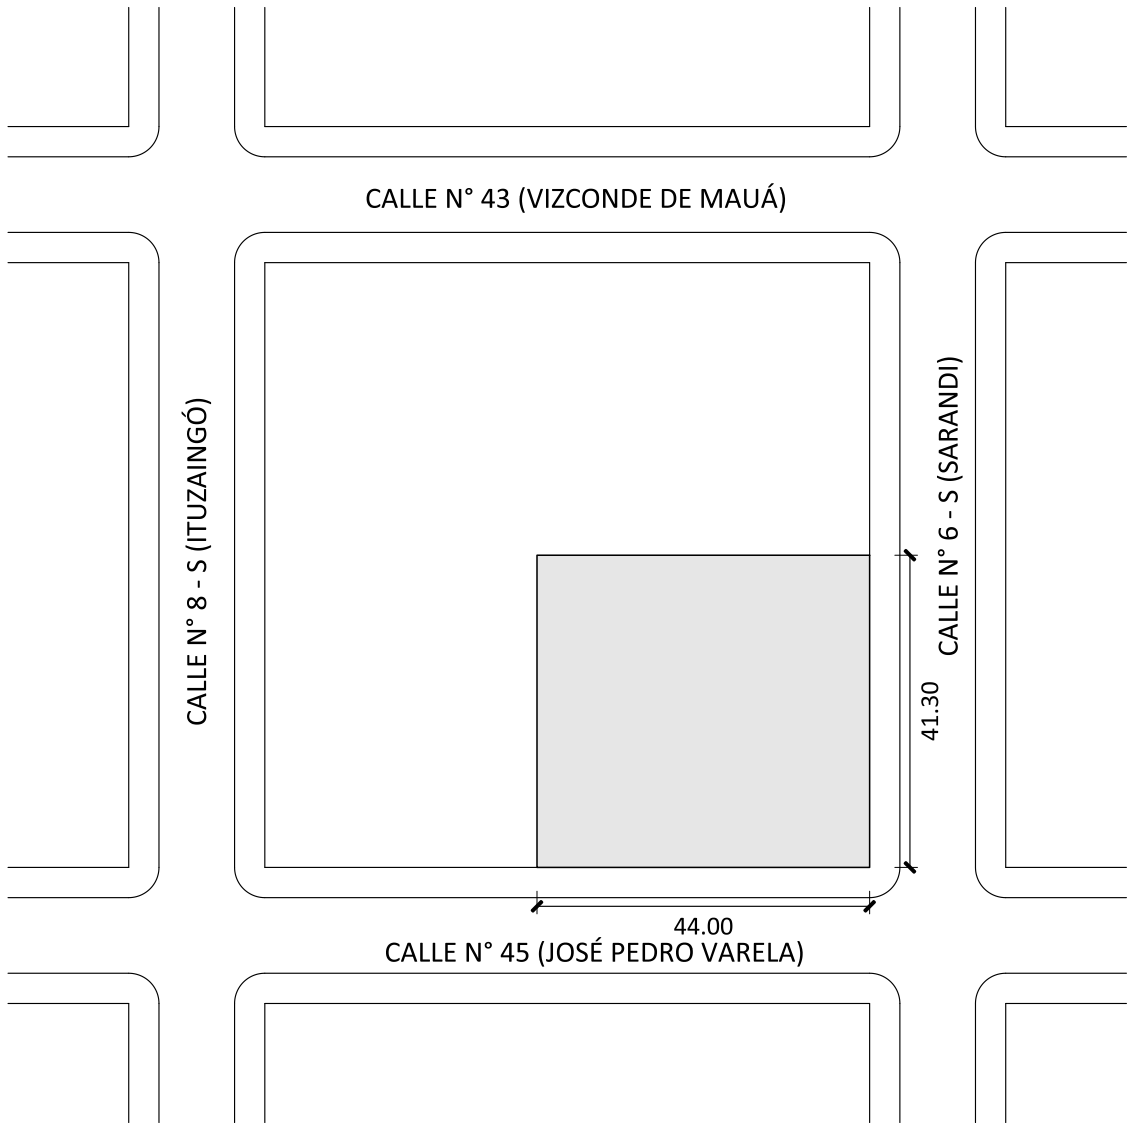 CALLE N° 43 (VIZCONDE DE MAUÁ)
CALLE N° 8 - S (ITUZAINGÓ)
CALLE N° 6 - S (SARANDI)
41.30
44.00
CALLE N° 45 (JOSÉ PEDRO VARELA)